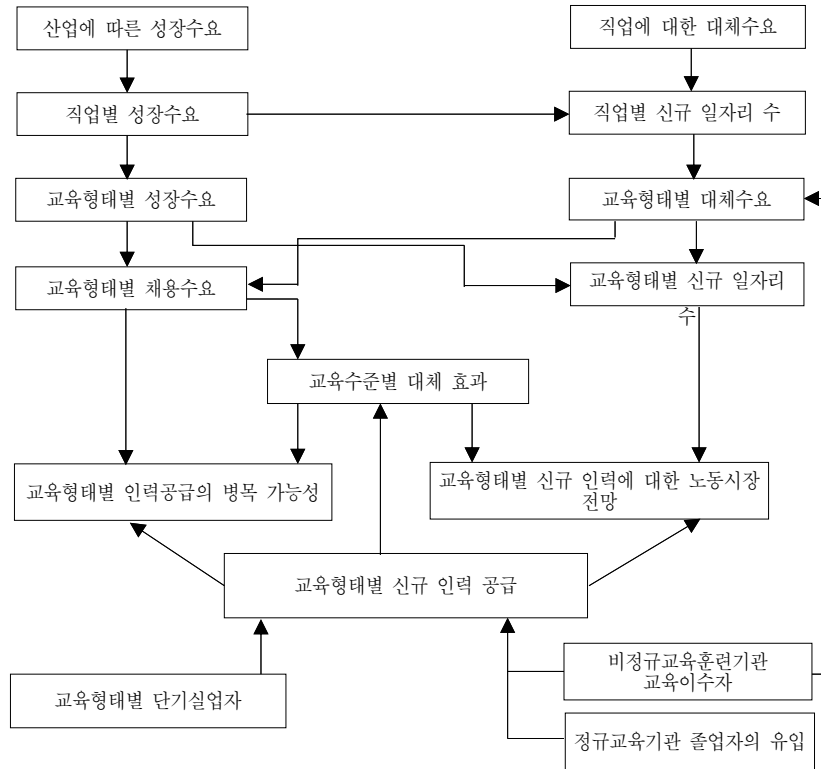 산업에 따른 성장수요
직업에 대한 대체수요
직업별 성장수요
직업별 신규 일자리 수
교육형태별 성장수요
교육형태별 대체수요
교육형태별 채용수요
교육형태별 신규 일자리
수
교육수준별 대체 효과
교육형태별 인력공급의 병목 가능성
교육형태별 신규 인력에 대한 노동시장
전망
교육형태별 신규 인력 공급
교육형태별 단기실업자
비정규교육훈련기관
교육이수자
정규교육기관 졸업자의 유입